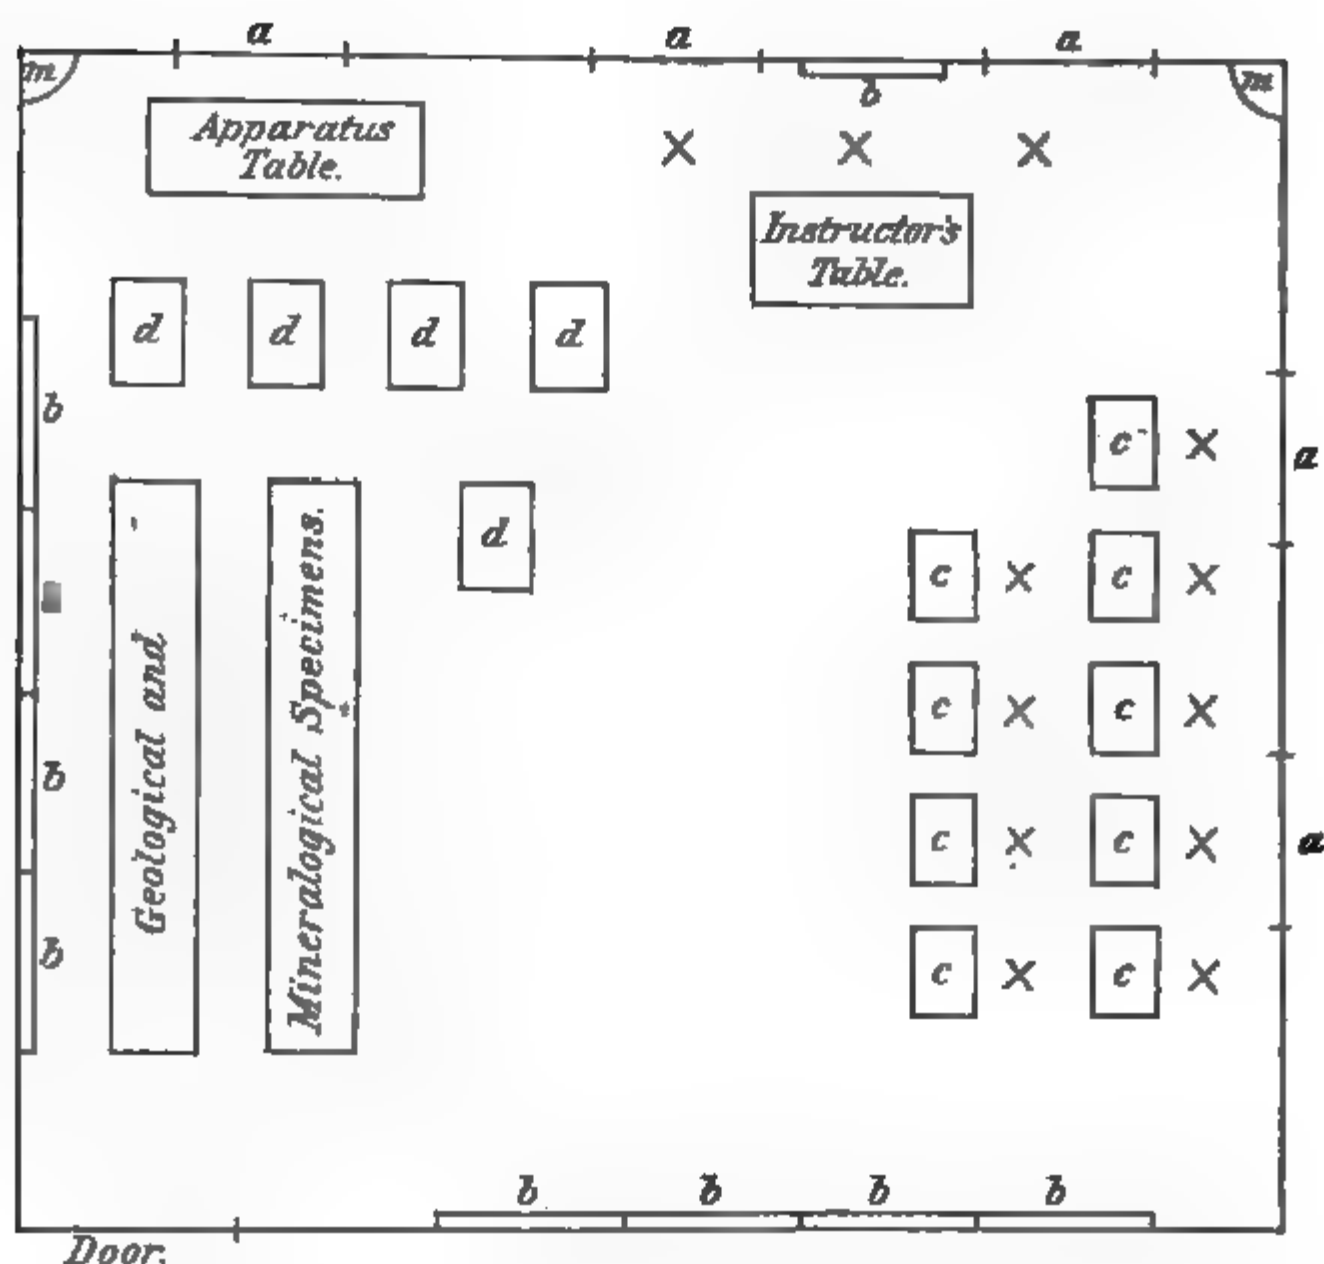 a a a
m m
b
Apparatus
Table.
× × ×
Instructor's
Table.
d d d d
b
c ×
a
d
c × c ×
Geological and
Mineralogical Specimens.
c × c ×
b
c × c ×
a
b
c × c ×
b b b b
Door.